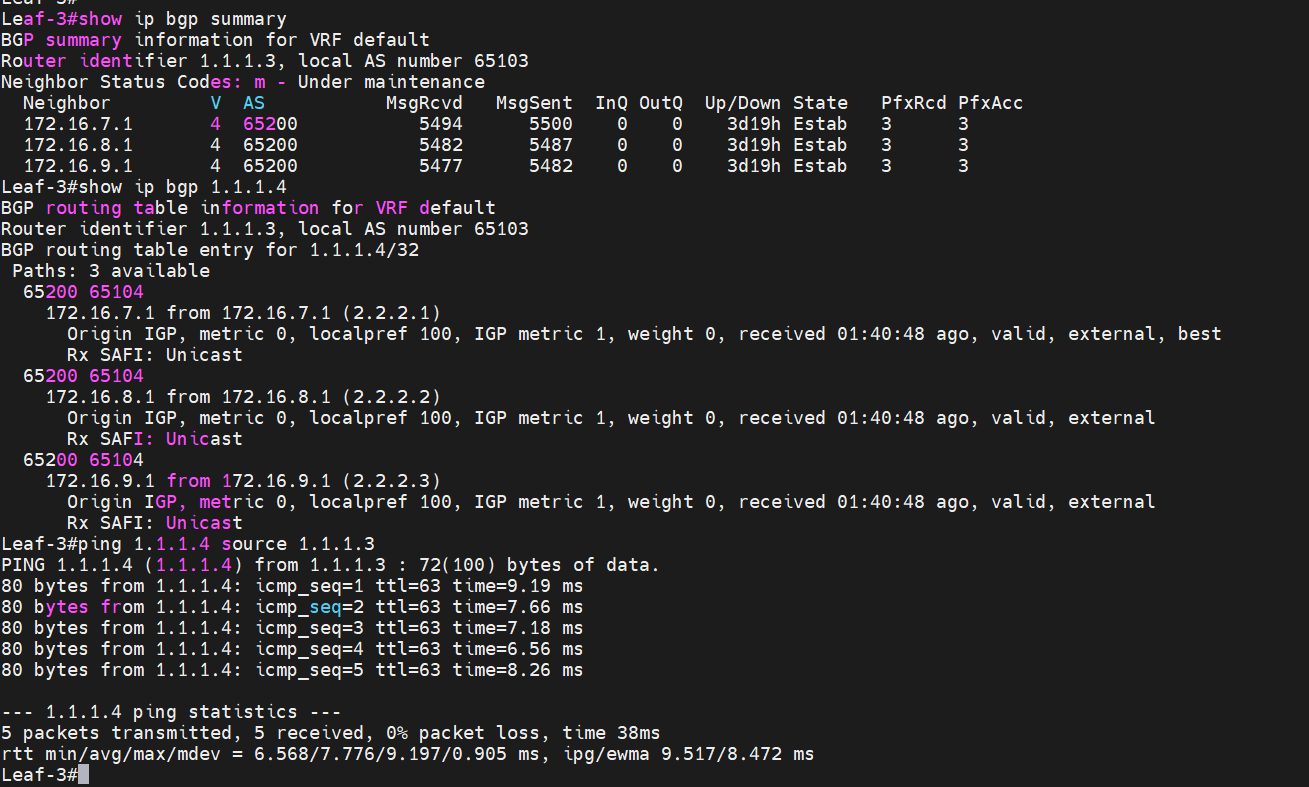 Leaf-3#
Leaf-3#show ip bgp summary
BGP summary information for VRF default
Router identifier 1.1.1.3, local AS number 65103
Neighbor Status Codes: m - Under maintenance
  Neighbor         V  AS           MsgRcvd   MsgSent  InQ OutQ  Up/Down State   PfxRcd PfxAcc
  172.16.7.1       4  65200           5494      5500    0    0    3d19h Estab   3      3
  172.16.8.1       4  65200           5482      5487    0    0    3d19h Estab   3      3
  172.16.9.1       4  65200           5477      5482    0    0    3d19h Estab   3      3
Leaf-3#show ip bgp 1.1.1.4
BGP routing table information for VRF default
Router identifier 1.1.1.3, local AS number 65103
BGP routing table entry for 1.1.1.4/32
 Paths: 3 available
  65200 65104
    172.16.7.1 from 172.16.7.1 (2.2.2.1)
      Origin IGP, metric 0, localpref 100, IGP metric 1, weight 0, received 01:40:48 ago, valid, external, best
      Rx SAFI: Unicast
  65200 65104
    172.16.8.1 from 172.16.8.1 (2.2.2.2)
      Origin IGP, metric 0, localpref 100, IGP metric 1, weight 0, received 01:40:48 ago, valid, external
      Rx SAFI: Unicast
  65200 65104
    172.16.9.1 from 172.16.9.1 (2.2.2.3)
      Origin IGP, metric 0, localpref 100, IGP metric 1, weight 0, received 01:40:48 ago, valid, external
      Rx SAFI: Unicast
Leaf-3#ping 1.1.1.4 source 1.1.1.3
PING 1.1.1.4 (1.1.1.4) from 1.1.1.3 : 72(100) bytes of data.
80 bytes from 1.1.1.4: icmp_seq=1 ttl=63 time=9.19 ms
80 bytes from 1.1.1.4: icmp_seq=2 ttl=63 time=7.66 ms
80 bytes from 1.1.1.4: icmp_seq=3 ttl=63 time=7.18 ms
80 bytes from 1.1.1.4: icmp_seq=4 ttl=63 time=6.56 ms
80 bytes from 1.1.1.4: icmp_seq=5 ttl=63 time=8.26 ms

--- 1.1.1.4 ping statistics ---
5 packets transmitted, 5 received, 0% packet loss, time 38ms
rtt min/avg/max/mdev = 6.568/7.776/9.197/0.905 ms, ipg/ewma 9.517/8.472 ms
Leaf-3#